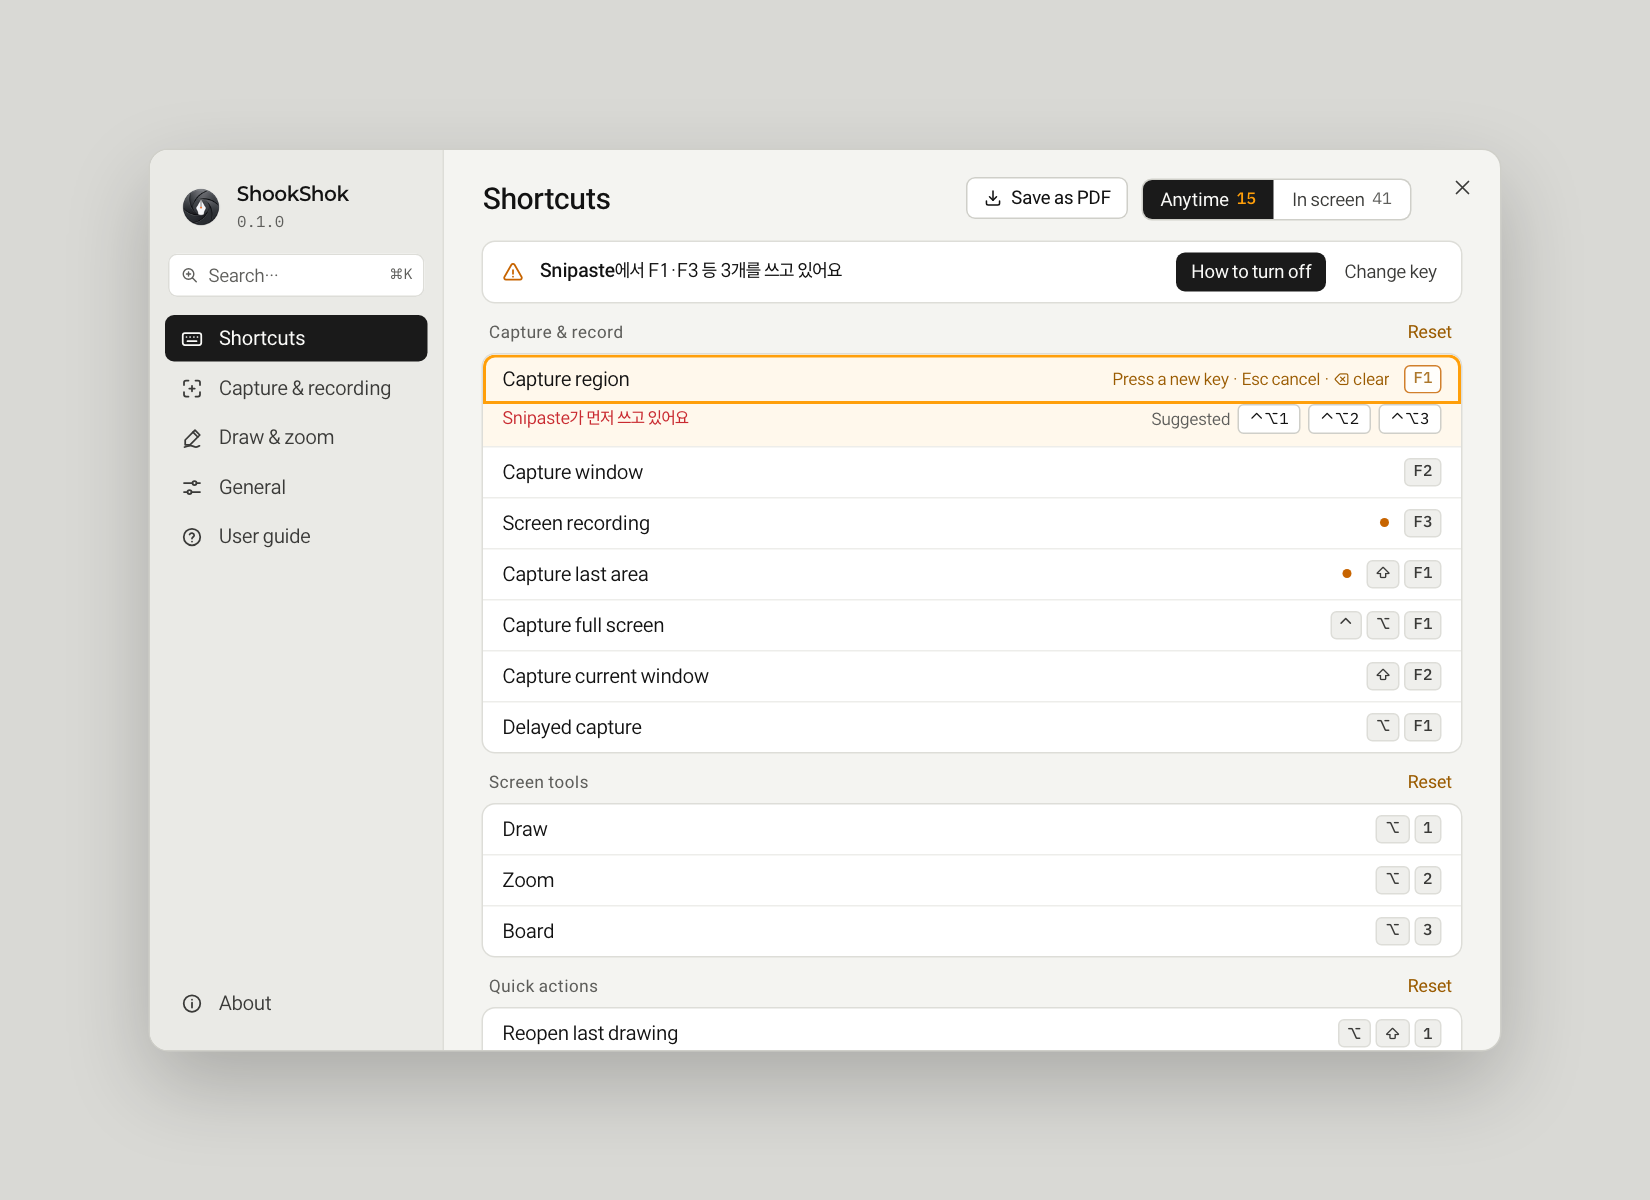 ShookShok
0.1.0
Search… ⌘K
Shortcuts
Capture & recording
Draw & zoom
General
User guide
About
Shortcuts
Save as PDF
Anytime 15
In screen 41
Snipaste에서 F1·F3 등 3개를 쓰고 있어요
How to turn off
Change key
Capture & record
Reset
Capture region
Press a new key · Esc cancel · ⌫ clear
F1
Snipaste가 먼저 쓰고 있어요
Suggested ⌃⌥1 ⌃⌥2 ⌃⌥3
Capture window F2
Screen recording F3
Capture last area ⇧ F1
Capture full screen ⌃ ⌥ F1
Capture current window ⇧ F2
Delayed capture ⌥ F1
Screen tools
Reset
Draw ⌥ 1
Zoom ⌥ 2
Board ⌥ 3
Quick actions
Reset
Reopen last drawing ⌥ ⇧ 1